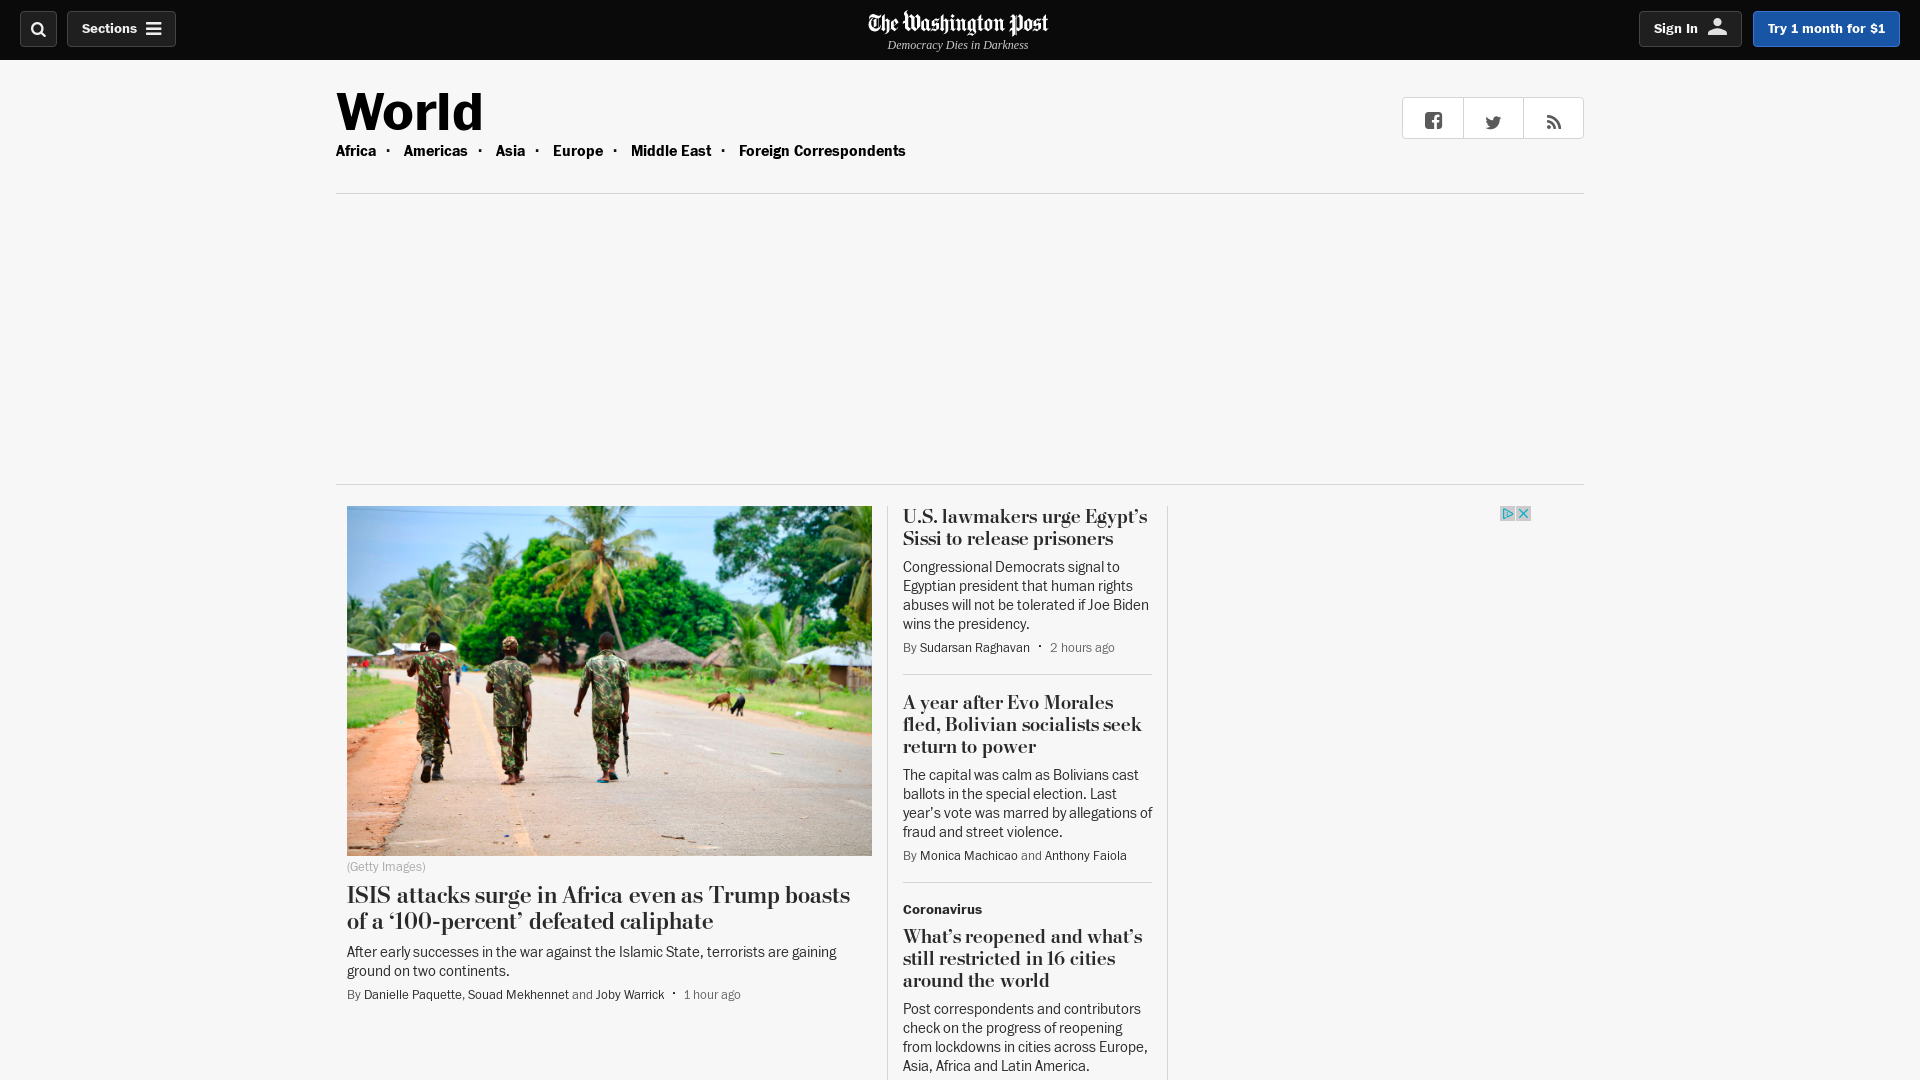 Sections
The Washington Post
Democracy Dies in Darkness
Sign In
Try 1 month for $1
World
Africa · Americas · Asia · Europe · Middle East · Foreign Correspondents
(Getty Images)
ISIS attacks surge in Africa even as Trump boasts
of a ‘100-percent’ defeated caliphate
After early successes in the war against the Islamic State, terrorists are gaining
ground on two continents.
By Danielle Paquette, Souad Mekhennet and Joby Warrick · 1 hour ago
U.S. lawmakers urge Egypt’s
Sissi to release prisoners
Congressional Democrats signal to
Egyptian president that human rights
abuses will not be tolerated if Joe Biden
wins the presidency.
By Sudarsan Raghavan · 2 hours ago
A year after Evo Morales
fled, Bolivian socialists seek
return to power
The capital was calm as Bolivians cast
ballots in the special election. Last
year’s vote was marred by allegations of
fraud and street violence.
By Monica Machicao and Anthony Faiola
Coronavirus
What’s reopened and what’s
still restricted in 16 cities
around the world
Post correspondents and contributors
check on the progress of reopening
from lockdowns in cities across Europe,
Asia, Africa and Latin America.